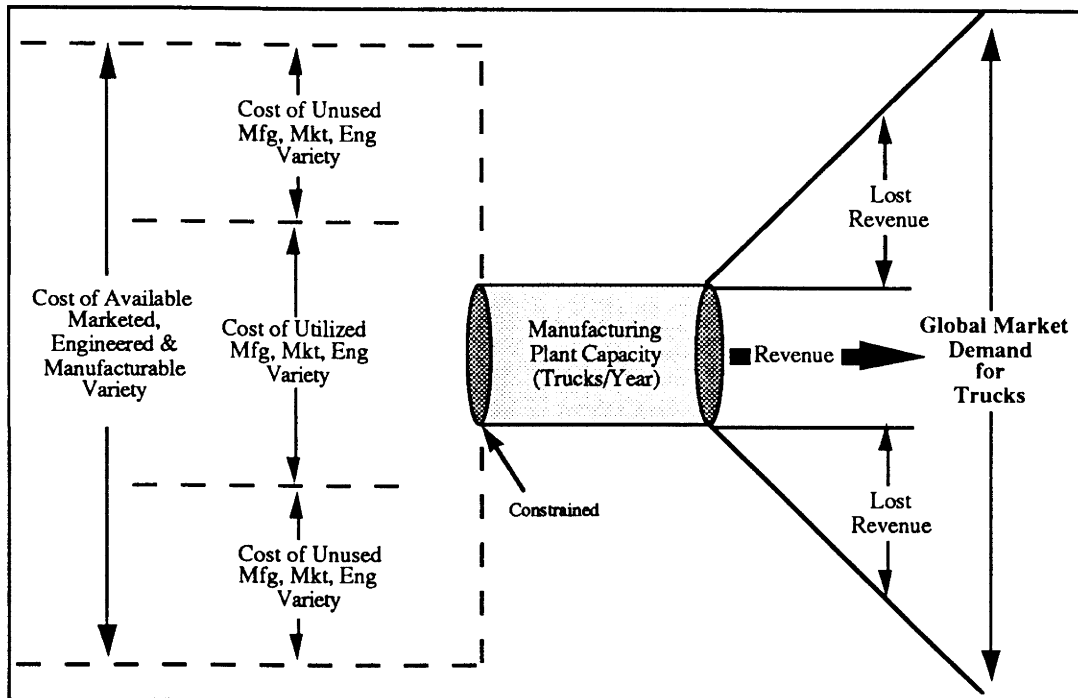 Cost of Unused
Mfg, Mkt, Eng
Variety
Cost of Available
Marketed,
Engineered &
Manufacturable
Variety
Cost of Utilized
Mfg, Mkt, Eng
Variety
Cost of Unused
Mfg, Mkt, Eng
Variety
Manufacturing
Plant Capacity
(Trucks/Year)
Constrained
Revenue
Lost
Revenue
Lost
Revenue
Global Market
Demand
for
Trucks